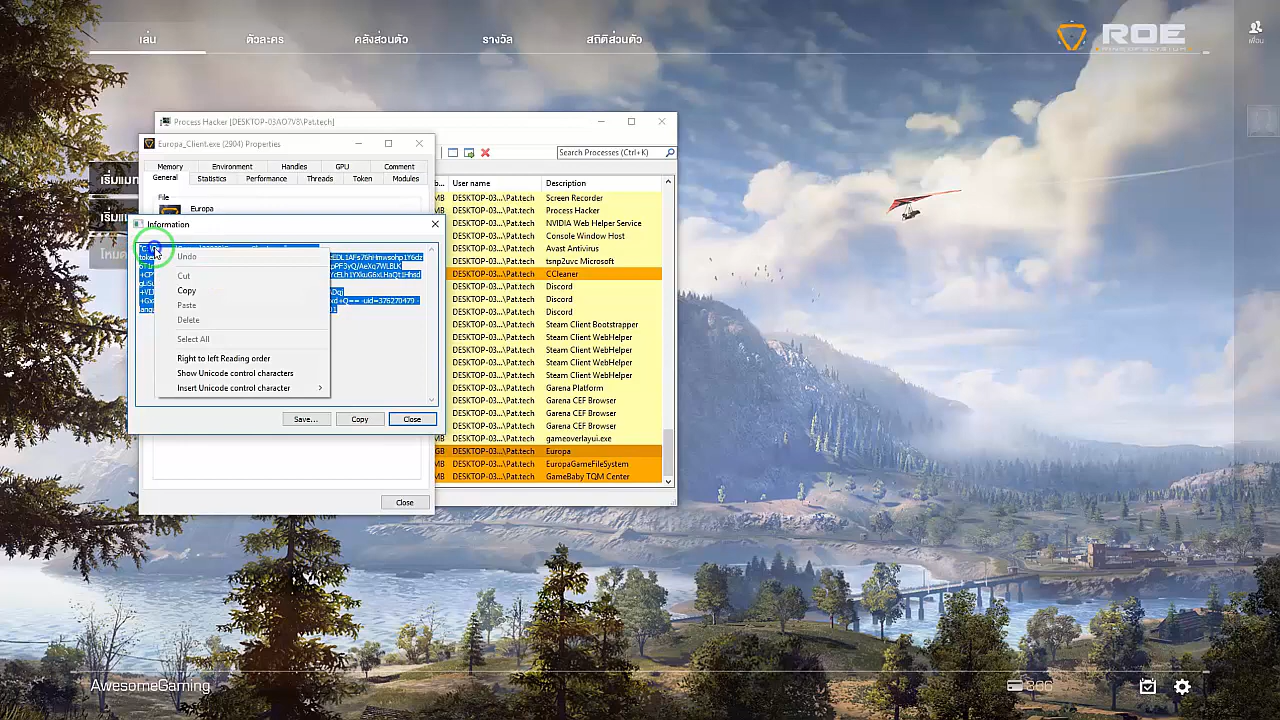 เล่น
ตัวละคร
คลังส่วนตัว
รางวัล
สถิติส่วนตัว
ROE
เพื่อน
Process Hacker [DESKTOP-03AO7V8\Pat.tech]
Europa_Client.exe (2904) Properties
Search Processes (Ctrl+K)
Memory Environment Handles GPU Comment
General Statistics Performance Threads Token Modules
File
Europa
Information
Undo
Cut
Copy
Paste
Delete
Select All
Right to left Reading order
Show Unicode control characters
Insert Unicode control character
Save... Copy Close
Close
User name Description
DESKTOP-03...\Pat.tech Screen Recorder
DESKTOP-03...\Pat.tech Process Hacker
DESKTOP-03...\Pat.tech NVIDIA Web Helper Service
DESKTOP-03...\Pat.tech Console Window Host
DESKTOP-03...\Pat.tech Avast Antivirus
DESKTOP-03...\Pat.tech tsnp2uvc Microsoft
DESKTOP-03...\Pat.tech CCleaner
DESKTOP-03...\Pat.tech Discord
DESKTOP-03...\Pat.tech Discord
DESKTOP-03...\Pat.tech Discord
DESKTOP-03...\Pat.tech Steam Client Bootstrapper
DESKTOP-03...\Pat.tech Steam Client WebHelper
DESKTOP-03...\Pat.tech Steam Client WebHelper
DESKTOP-03...\Pat.tech Steam Client WebHelper
DESKTOP-03...\Pat.tech Steam Client WebHelper
DESKTOP-03...\Pat.tech Garena Platform
DESKTOP-03...\Pat.tech Garena CEF Browser
DESKTOP-03...\Pat.tech Garena CEF Browser
DESKTOP-03...\Pat.tech Garena CEF Browser
DESKTOP-03...\Pat.tech gameoverlayui.exe
DESKTOP-03...\Pat.tech Europa
DESKTOP-03...\Pat.tech EuropaGameFileSystem
DESKTOP-03...\Pat.tech GameBaby TQM Center
AwesomeGaming
300